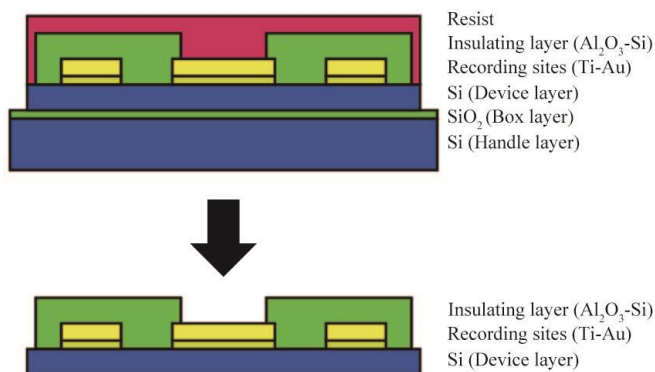 Resist
Insulating layer (Al₂O₃-Si)
Recording sites (Ti-Au)
Si (Device layer)
SiO₂ (Box layer)
Si (Handle layer)
Insulating layer (Al₂O₃-Si)
Recording sites (Ti-Au)
Si (Device layer)